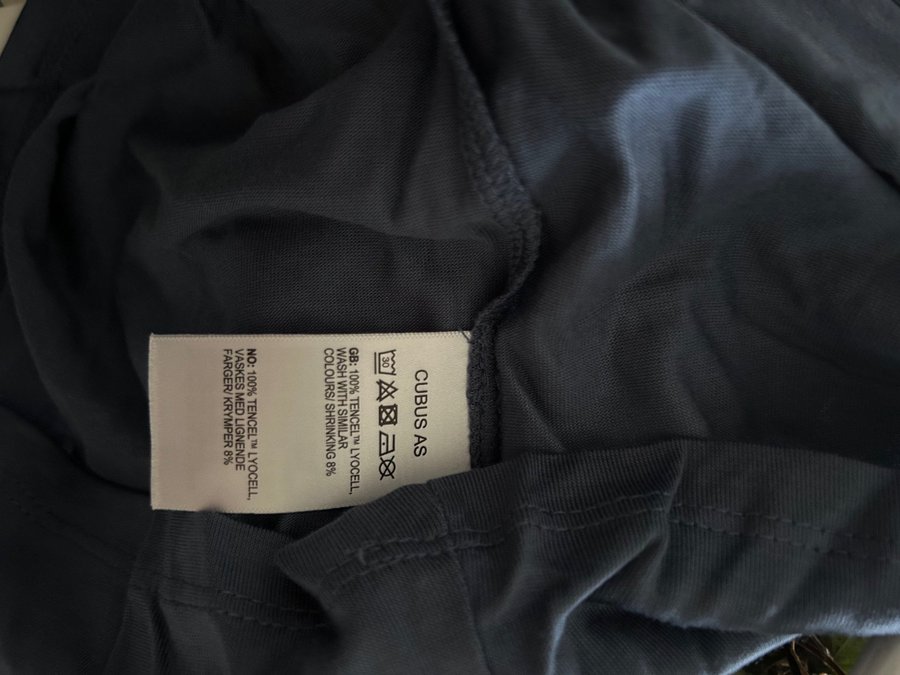 CUBUS AS
30
GB: 100% TENCEL™ LYOCELL,
WASH WITH SIMILAR
COLOURS/ SHRINKING 8%
NO: 100% TENCEL™ LYOCELL,
VASKES MED LIGNENDE
FARGER/ KRYMPER 8%